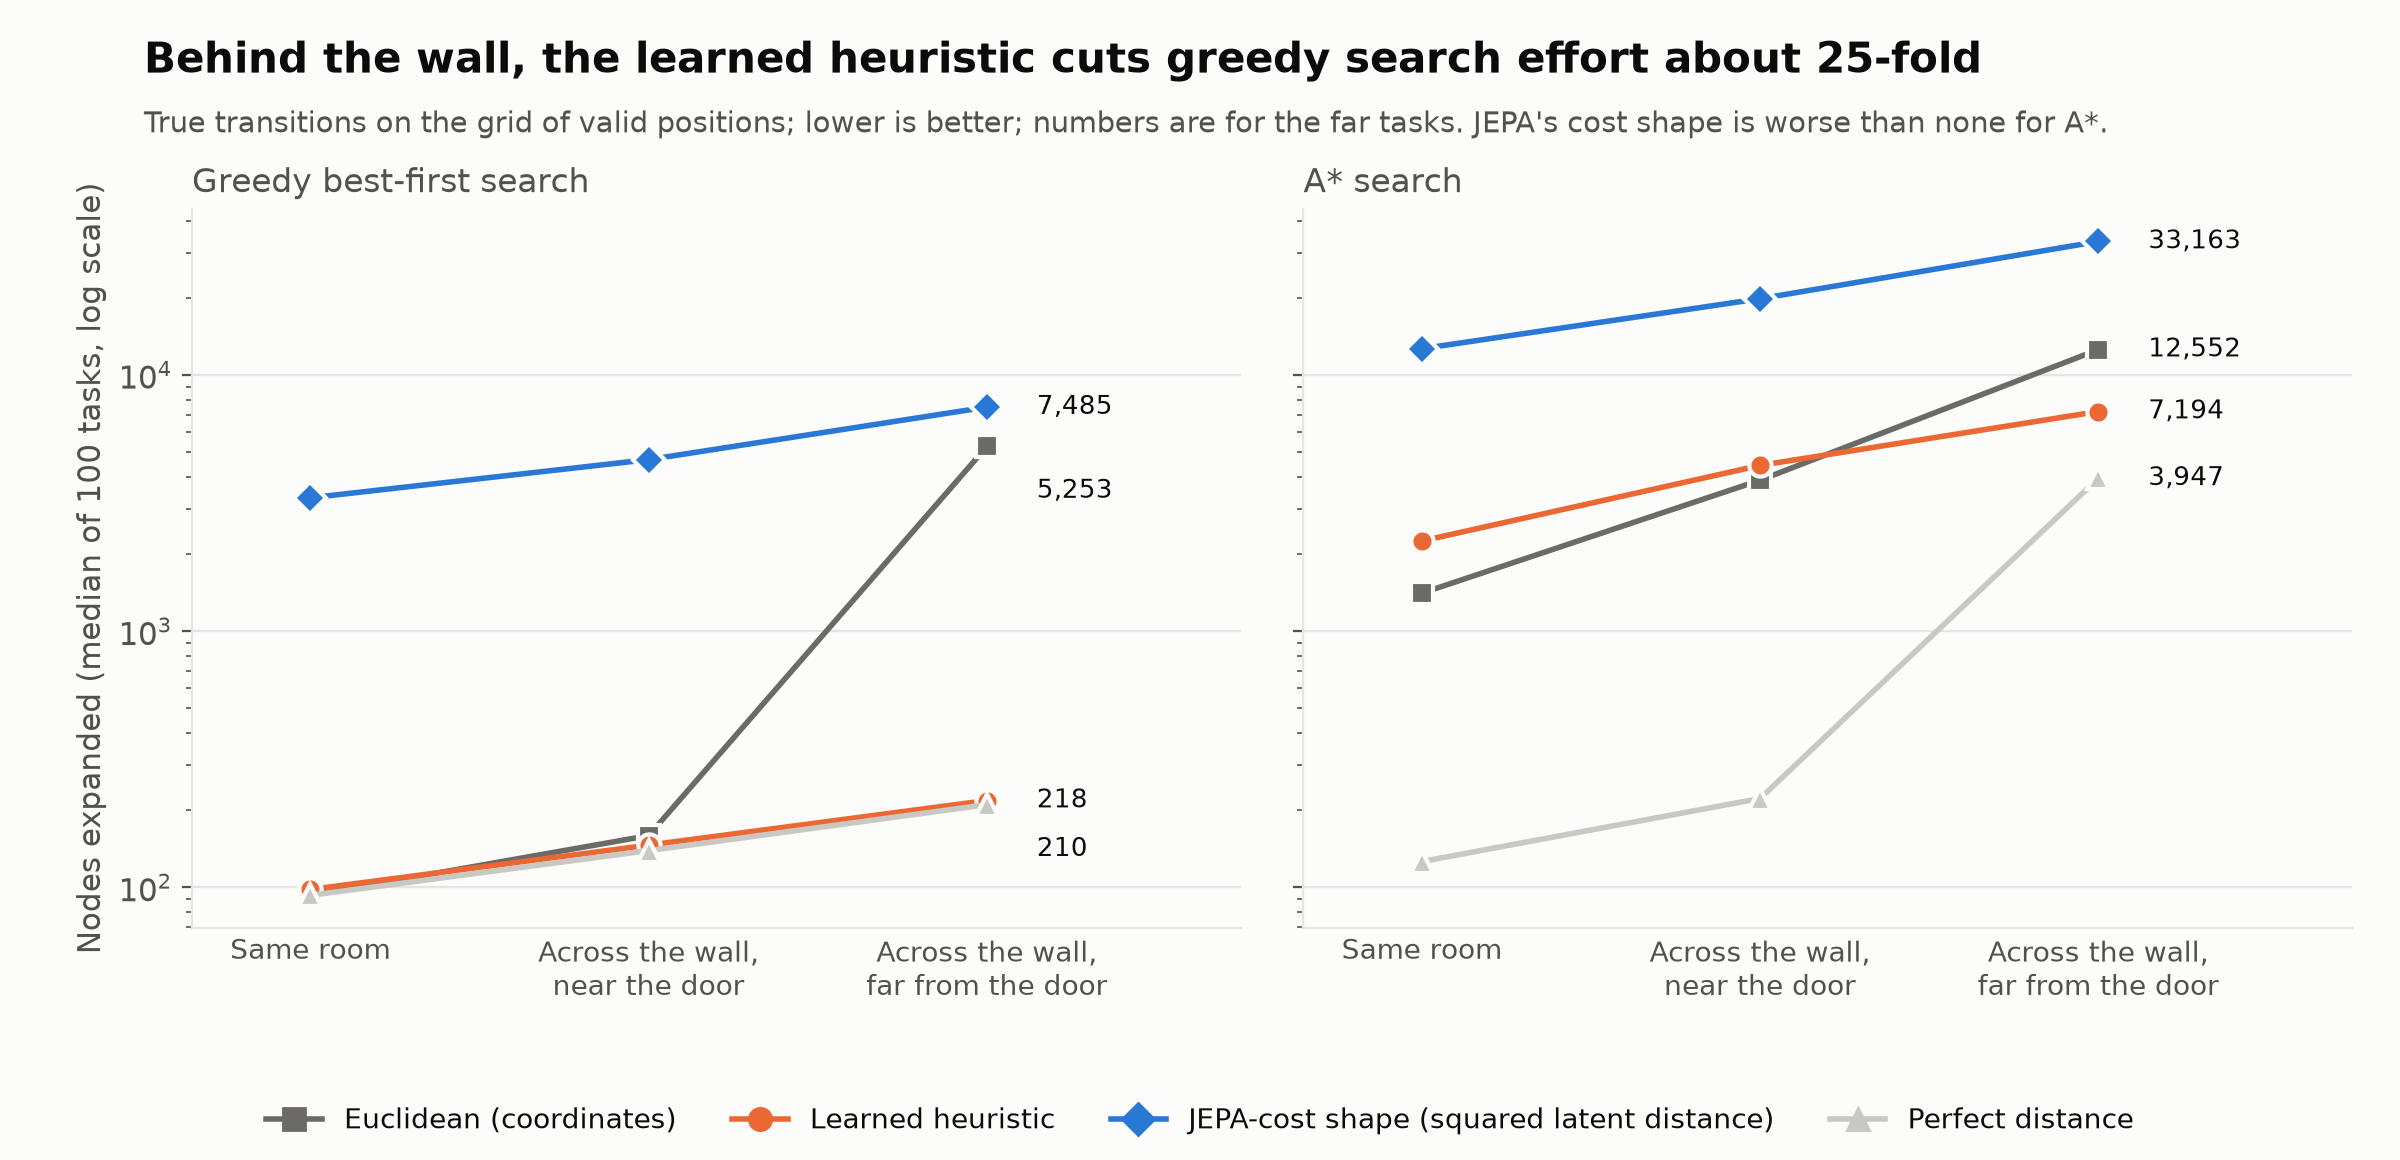 Behind the wall, the learned heuristic cuts greedy search effort about 25-fold
True transitions on the grid of valid positions; lower is better; numbers are for the far tasks. JEPA's cost shape is worse than none for A*.
Greedy best-first search
Nodes expanded (median of 100 tasks, log scale)
10⁴
10³
10²
7,485
5,253
218
210
Same room
Across the wall,
near the door
Across the wall,
far from the door
A* search
33,163
12,552
7,194
3,947
Same room
Across the wall,
near the door
Across the wall,
far from the door
Euclidean (coordinates)
Learned heuristic
JEPA-cost shape (squared latent distance)
Perfect distance